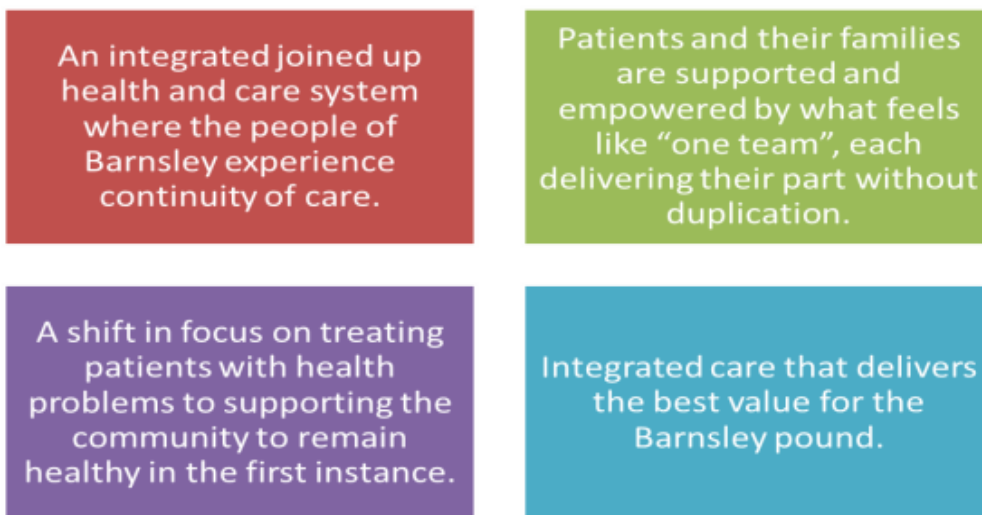 An integrated joined up
health and care system
where the people of
Barnsley experience
continuity of care.
Patients and their families
are supported and
empowered by what feels
like “one team”, each
delivering their part without
duplication.
A shift in focus on treating
patients with health
problems to supporting the
community to remain
healthy in the first instance.
Integrated care that delivers
the best value for the
Barnsley pound.